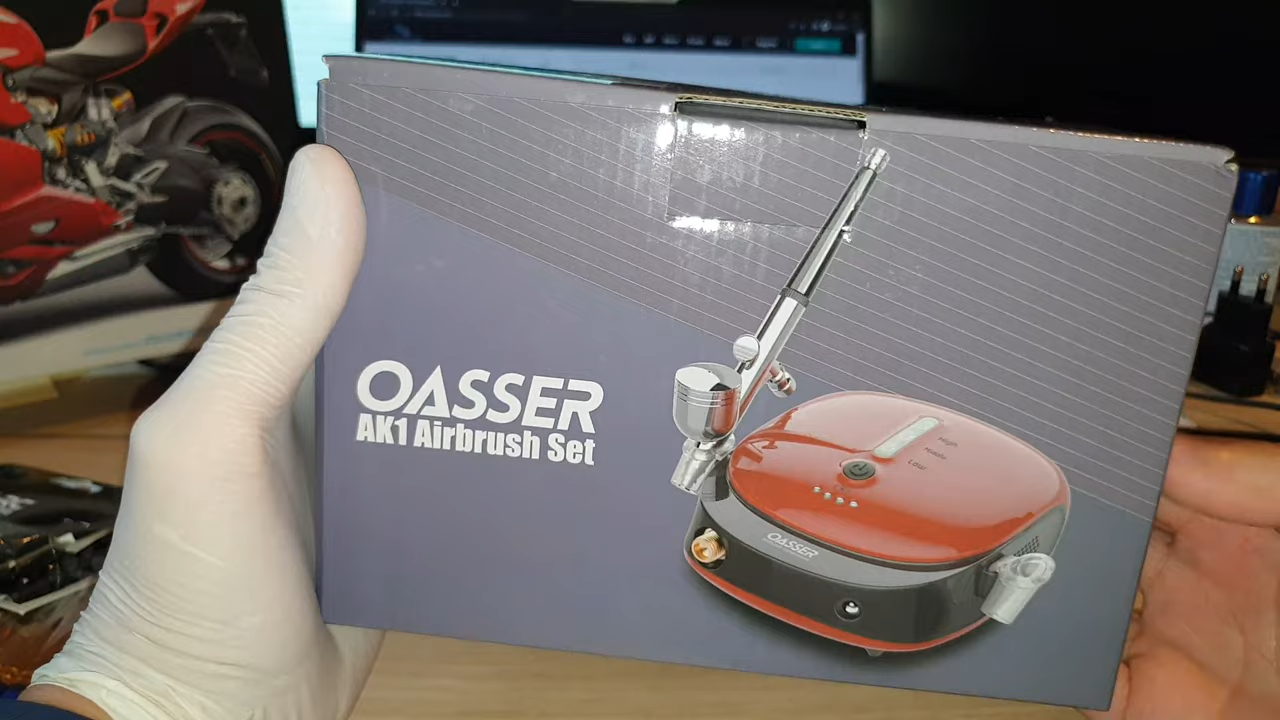 OASSER
AK1 Airbrush Set
High
Middle
Low
OASSER